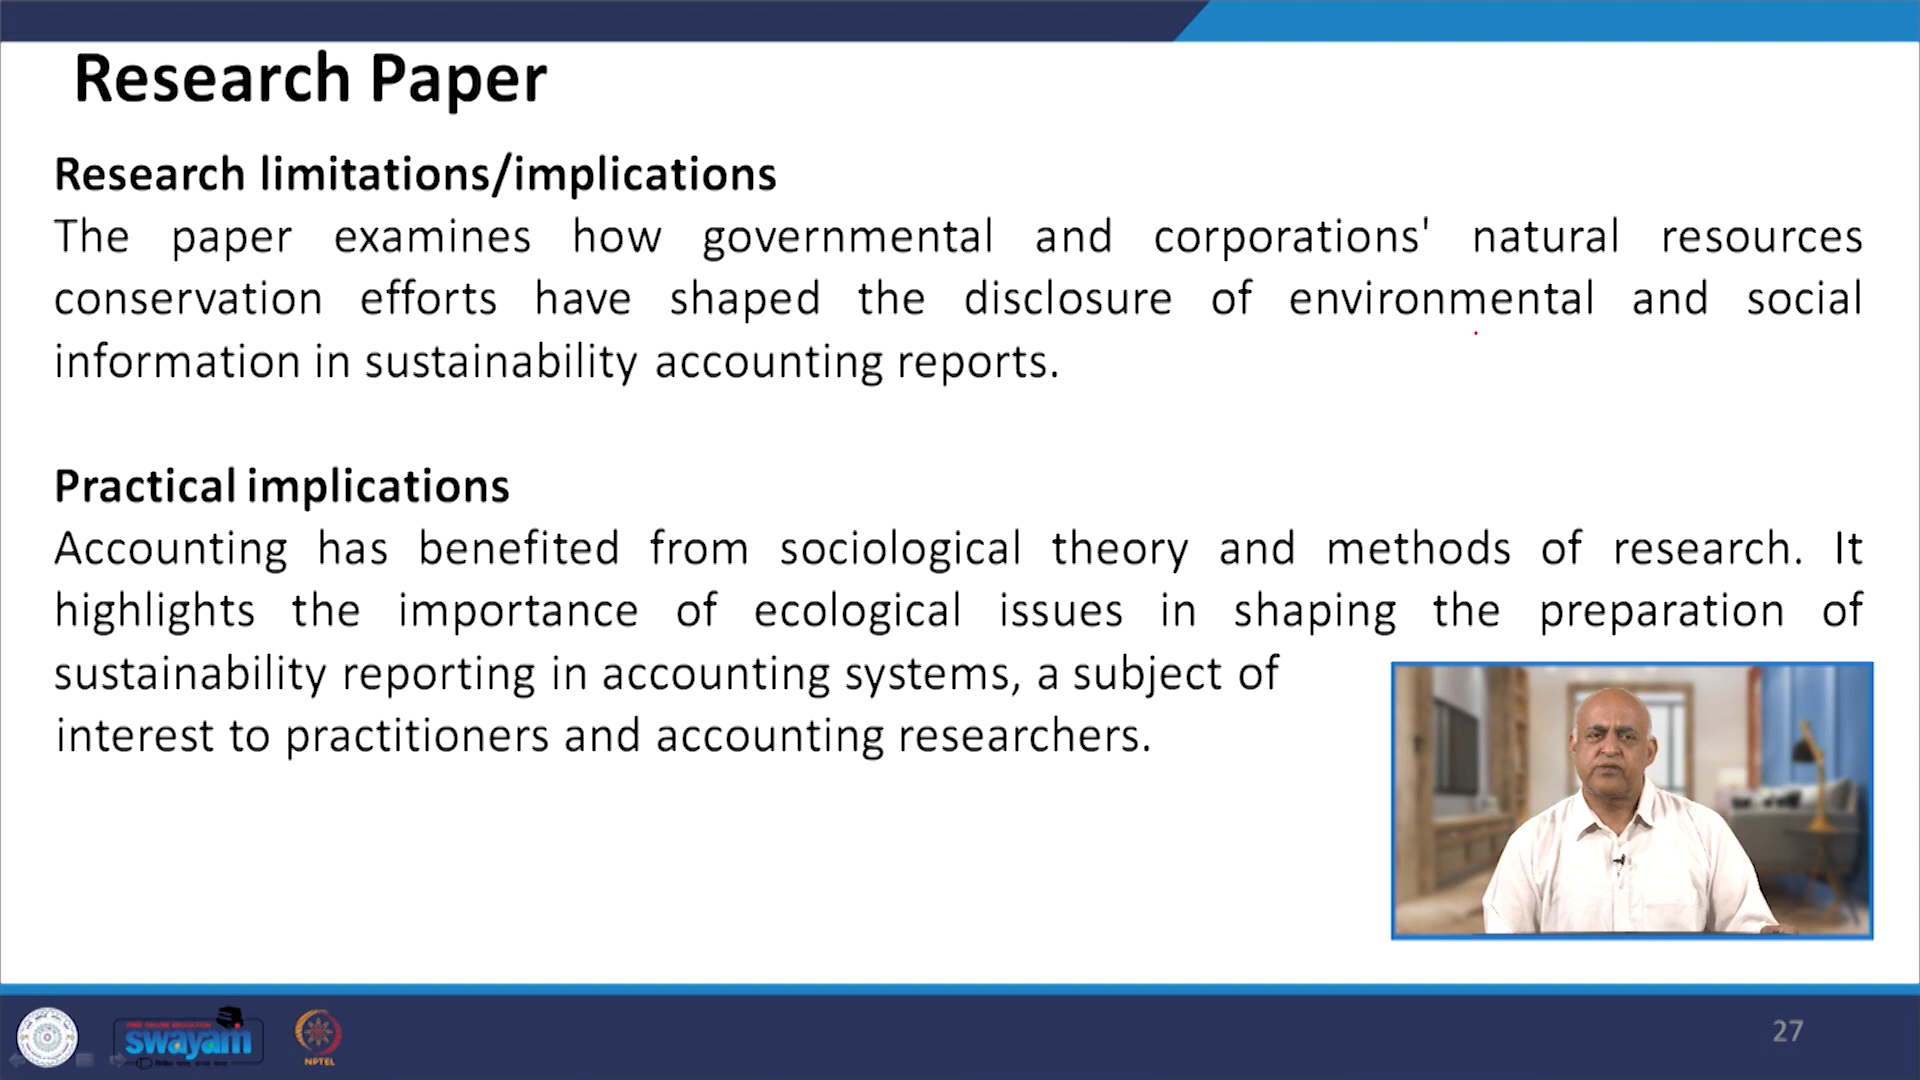 Research Paper
Research limitations/implications
The paper examines how governmental and corporations' natural resources
conservation efforts have shaped the disclosure of environmental and social
information in sustainability accounting reports.
Practical implications
Accounting has benefited from sociological theory and methods of research. It
highlights the importance of ecological issues in shaping the preparation of
sustainability reporting in accounting systems, a subject of
interest to practitioners and accounting researchers.
FREE ONLINE EDUCATION
swayam
NPTEL
27